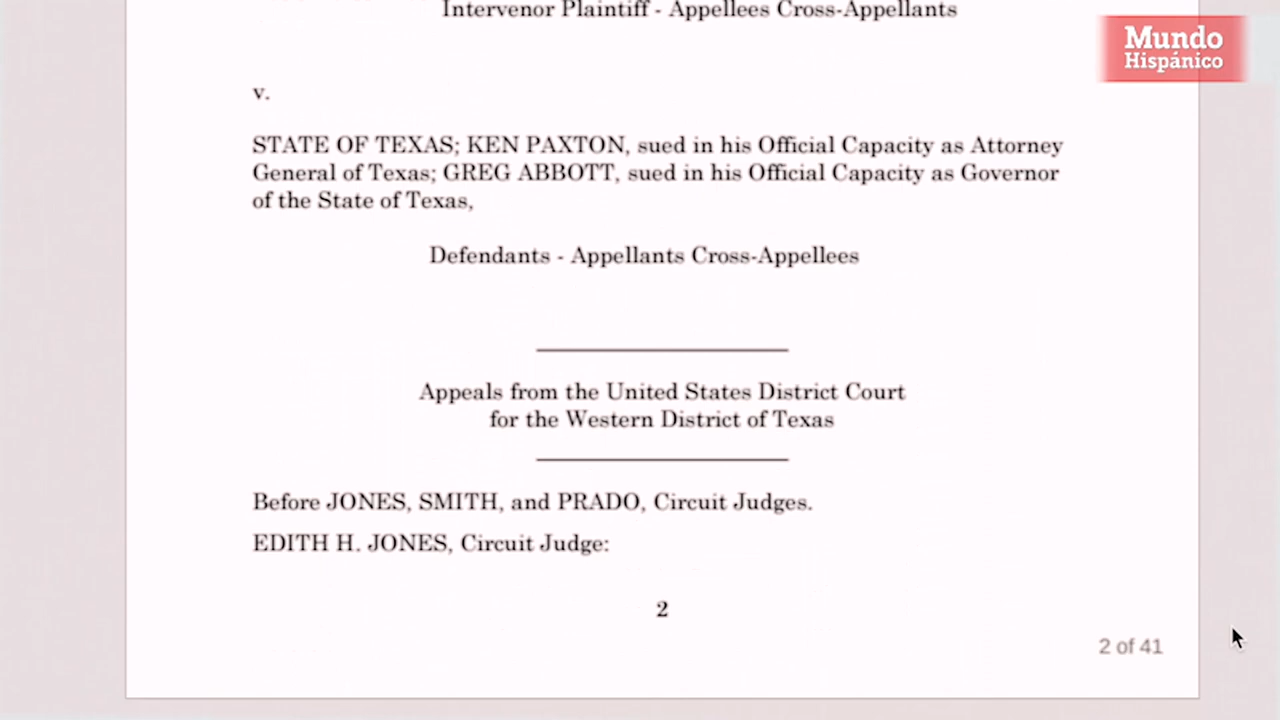 Intervenor Plaintiff - Appellees Cross-Appellants
Mundo
Hispánico
v.
STATE OF TEXAS; KEN PAXTON, sued in his Official Capacity as Attorney
General of Texas; GREG ABBOTT, sued in his Official Capacity as Governor
of the State of Texas,
Defendants - Appellants Cross-Appellees
Appeals from the United States District Court
for the Western District of Texas
Before JONES, SMITH, and PRADO, Circuit Judges.
EDITH H. JONES, Circuit Judge:
2
2 of 41